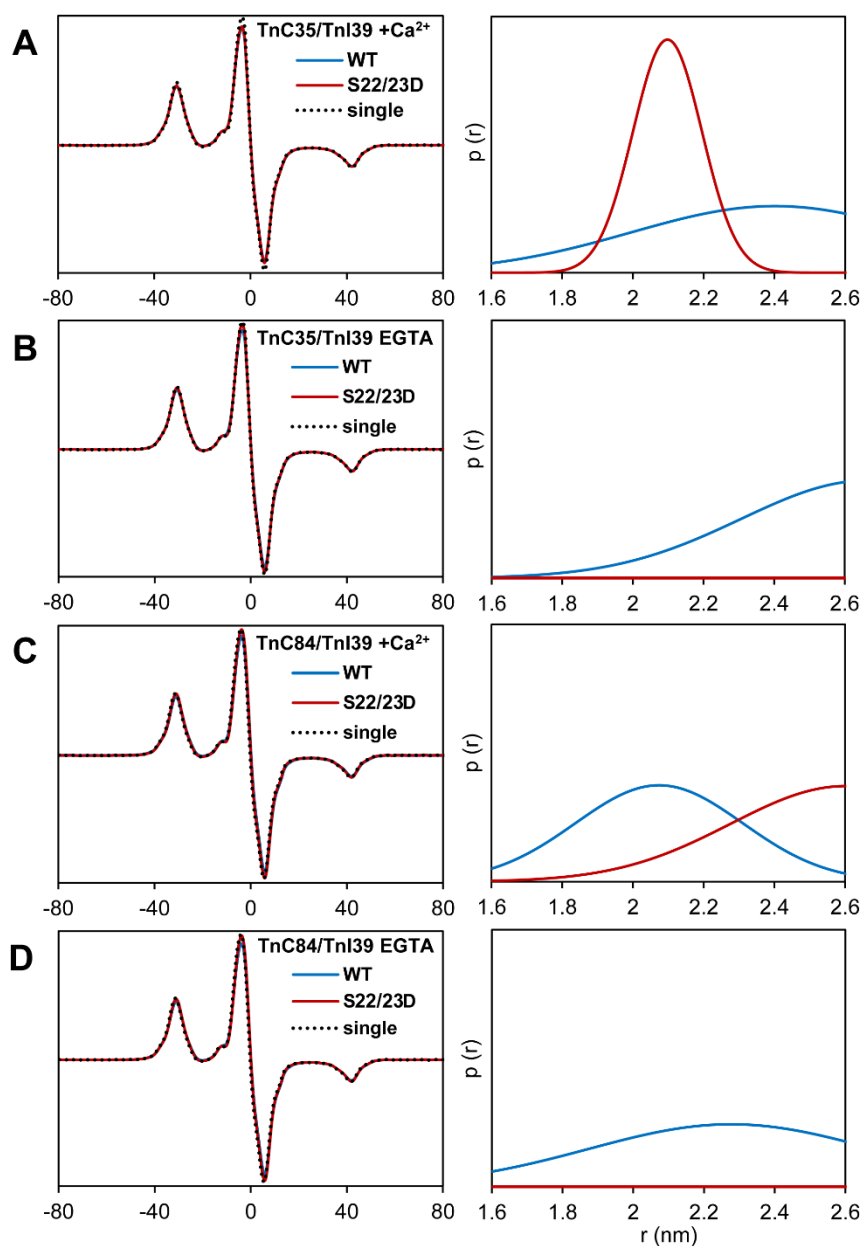 A
TnC35/TnI39 +Ca²⁺
WT
S22/23D
single
-80 -40 0 40 80
p (r)
1.6 1.8 2 2.2 2.4 2.6
B
TnC35/TnI39 EGTA
WT
S22/23D
single
-80 -40 0 40 80
p (r)
1.6 1.8 2 2.2 2.4 2.6
C
TnC84/TnI39 +Ca²⁺
WT
S22/23D
single
-80 -40 0 40 80
p (r)
1.6 1.8 2 2.2 2.4 2.6
D
TnC84/TnI39 EGTA
WT
S22/23D
single
-80 -40 0 40 80
p (r)
1.6 1.8 2 2.2 2.4 2.6
r (nm)